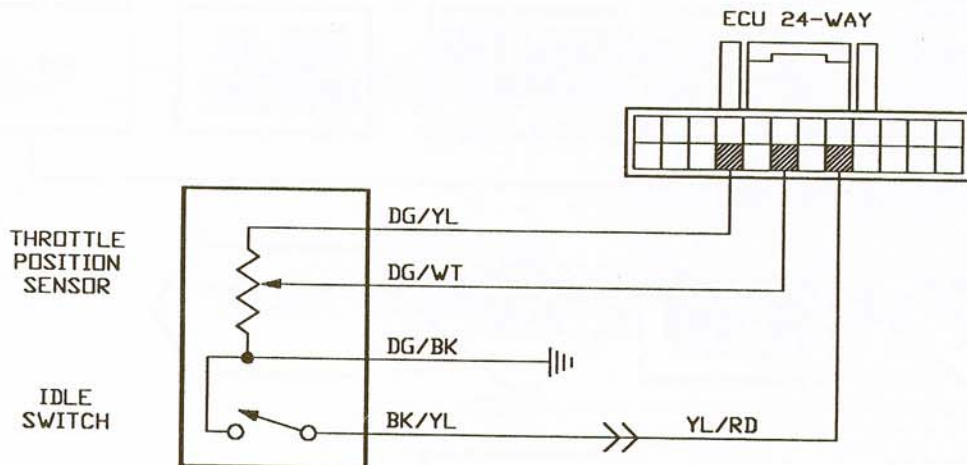 ECU 24-WAY
DG/YL
THROTTLE
POSITION
SENSOR
DG/WT
DG/BK
IDLE
SWITCH
BK/YL
YL/RD